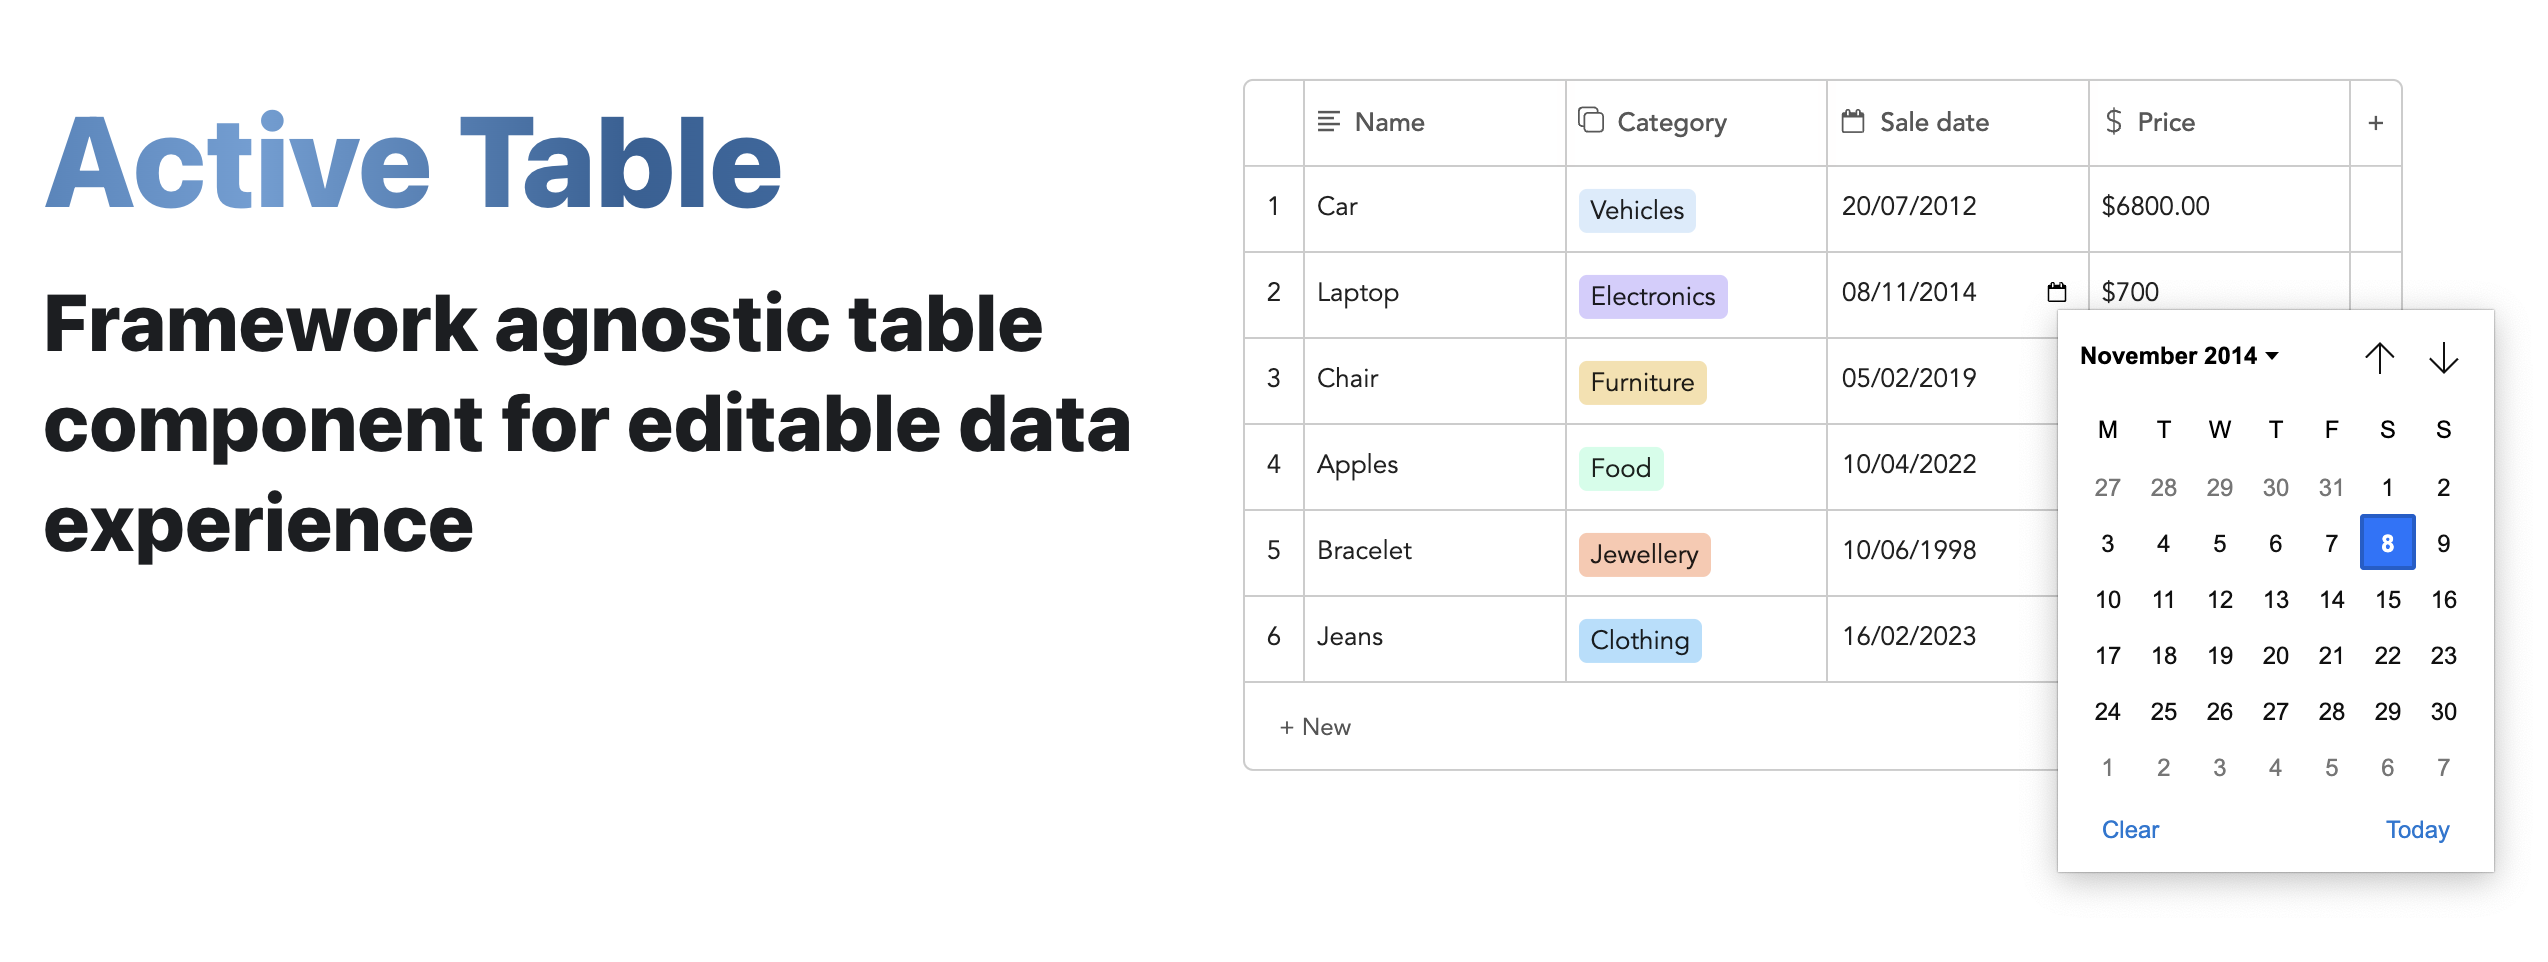 Active Table
Framework agnostic table
component for editable data
experience
Name Category Sale date $ Price +
1 Car Vehicles 20/07/2012 $6800.00
2 Laptop Electronics 08/11/2014 $700
3 Chair Furniture 05/02/2019
4 Apples Food 10/04/2022
5 Bracelet Jewellery 10/06/1998
6 Jeans Clothing 16/02/2023
+ New
November 2014
M T W T F S S
27 28 29 30 31 1 2
3 4 5 6 7 8 9
10 11 12 13 14 15 16
17 18 19 20 21 22 23
24 25 26 27 28 29 30
1 2 3 4 5 6 7
Clear Today